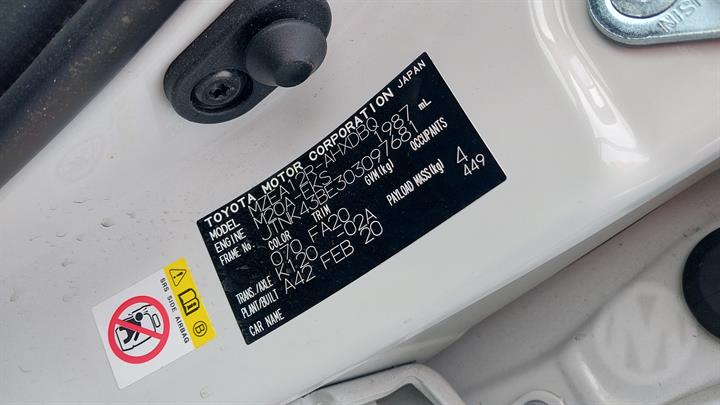 TOYOTA MOTOR CORPORATION JAPAN
MODEL MZEA12R-AHXDBQ
ENGINE M20A-FKS 1987 mL
FRAME No. JTNK43BE303097681
COLOR TRIM GVM(kg) OCCUPANTS
070 FA20 4
TRANS./AXLE K120 -02A PAYLOAD MASS(kg) 449
PLANT/BUILT A42 FEB 20
CAR NAME
SRS SIDE AIRBAG
B
AISIN
M